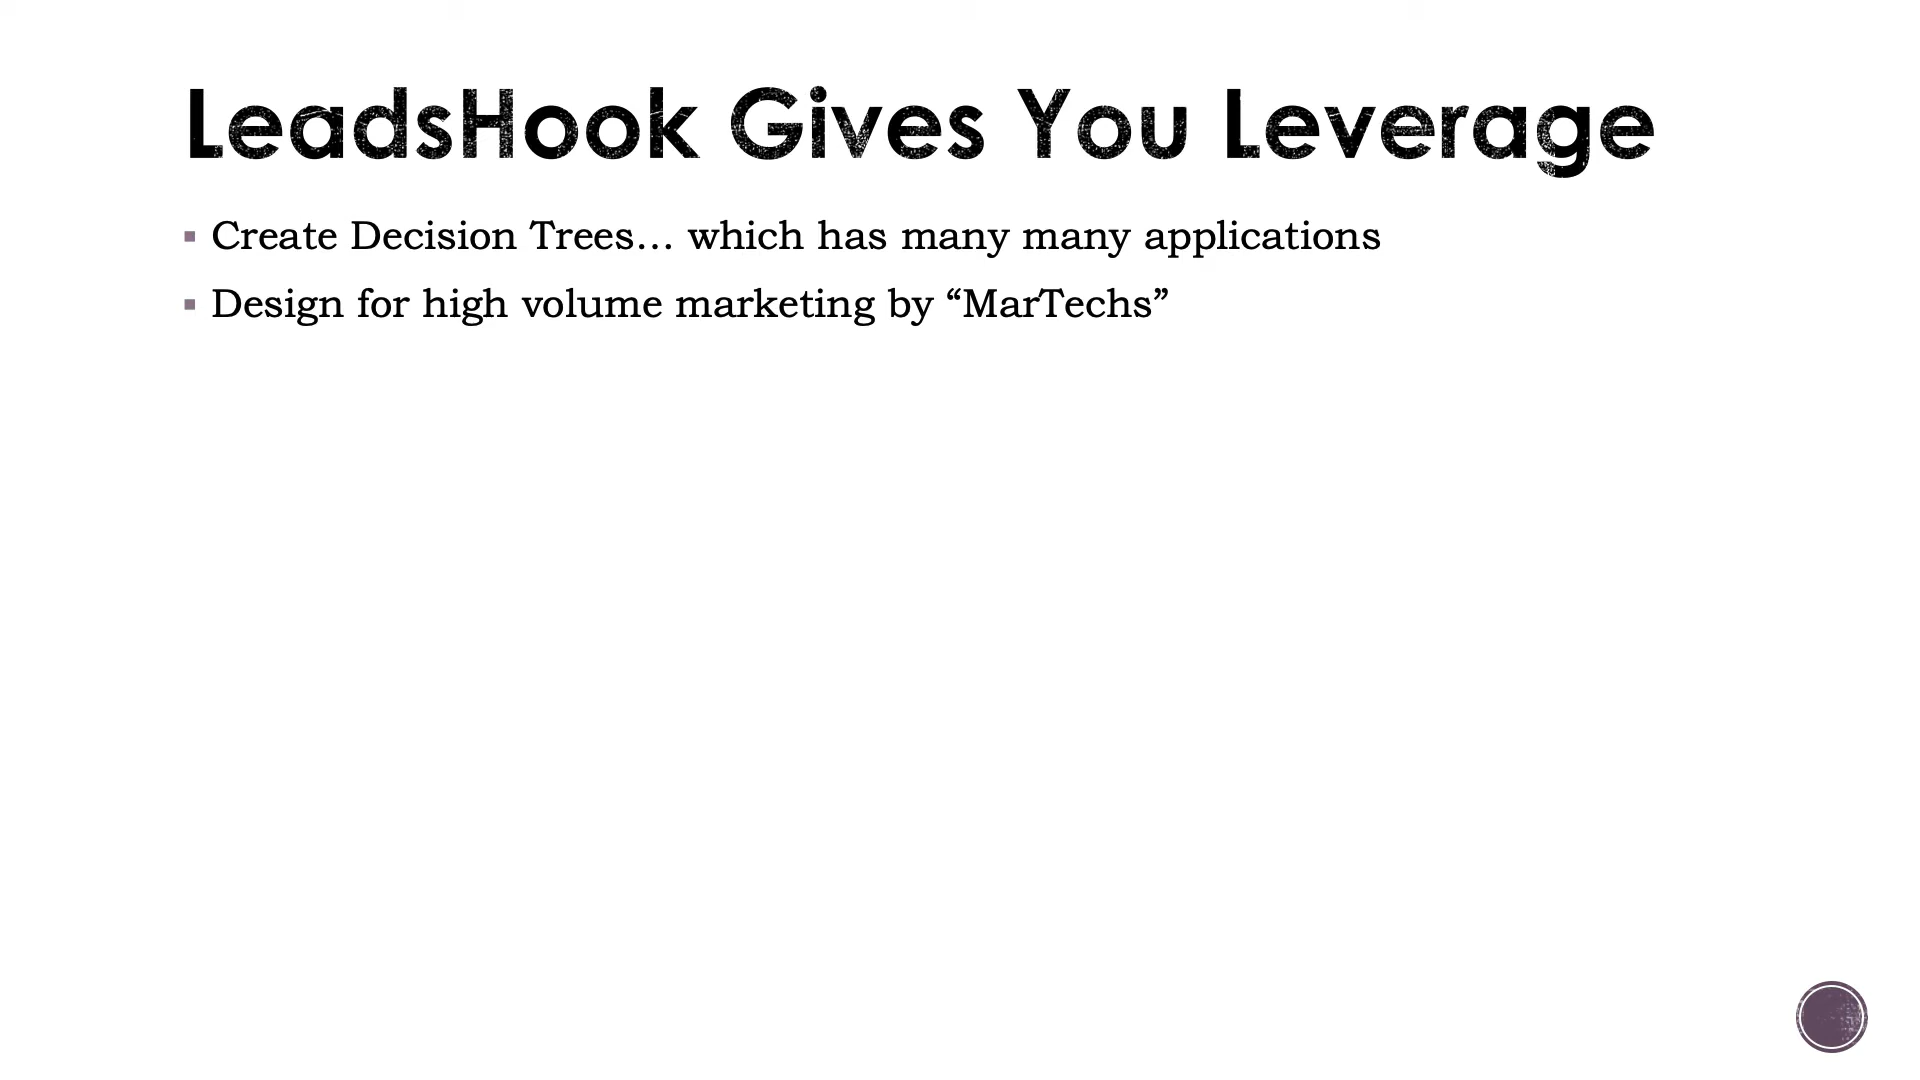 LeadsHook Gives You Leverage
▪ Create Decision Trees… which has many many applications
▪ Design for high volume marketing by “MarTechs”